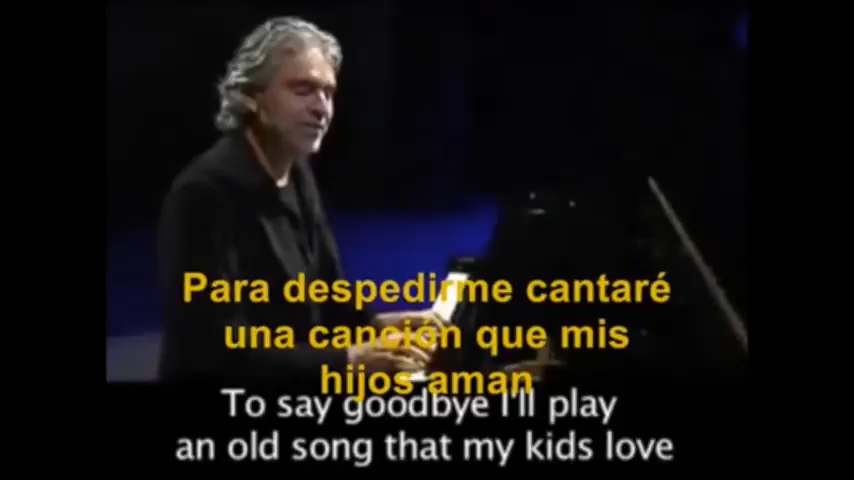 Para despedirme cantaré
una canción que mis
hijos aman
To say goodbye I'll play
an old song that my kids love